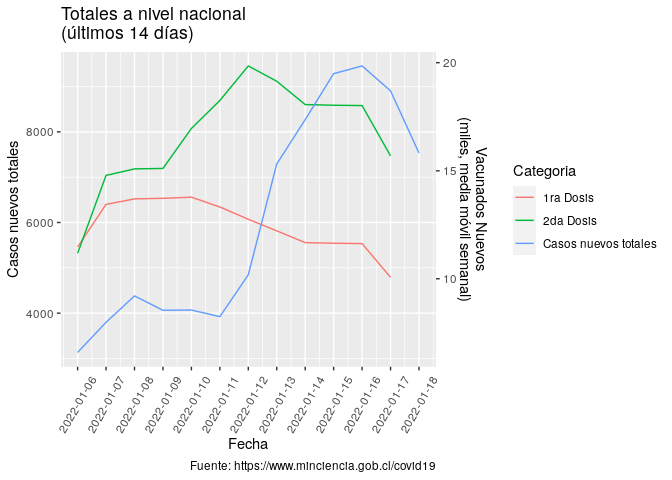 Totales a nivel nacional
(últimos 14 días)
Casos nuevos totales
8000
6000
4000
20
15
10
Vacunados Nuevos
(miles, media móvil semanal)
2022-01-06
2022-01-07
2022-01-08
2022-01-09
2022-01-10
2022-01-11
2022-01-12
2022-01-13
2022-01-14
2022-01-15
2022-01-16
2022-01-17
2022-01-18
Fecha
Categoria
1ra Dosis
2da Dosis
Casos nuevos totales
Fuente: https://www.minciencia.gob.cl/covid19